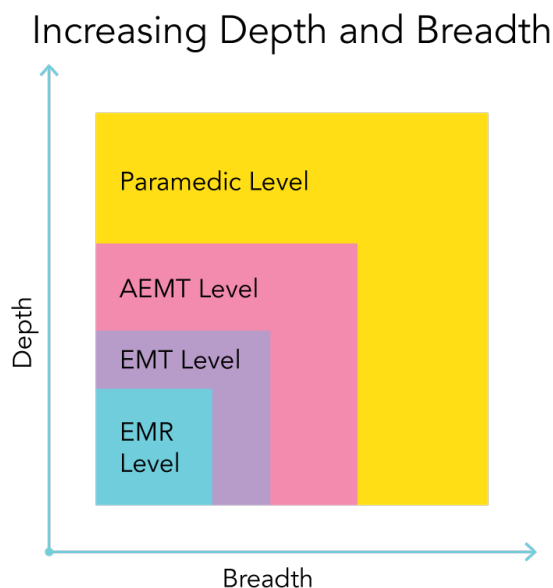 Increasing Depth and Breadth
Paramedic Level
AEMT Level
EMT Level
EMR
Level
Depth
Breadth